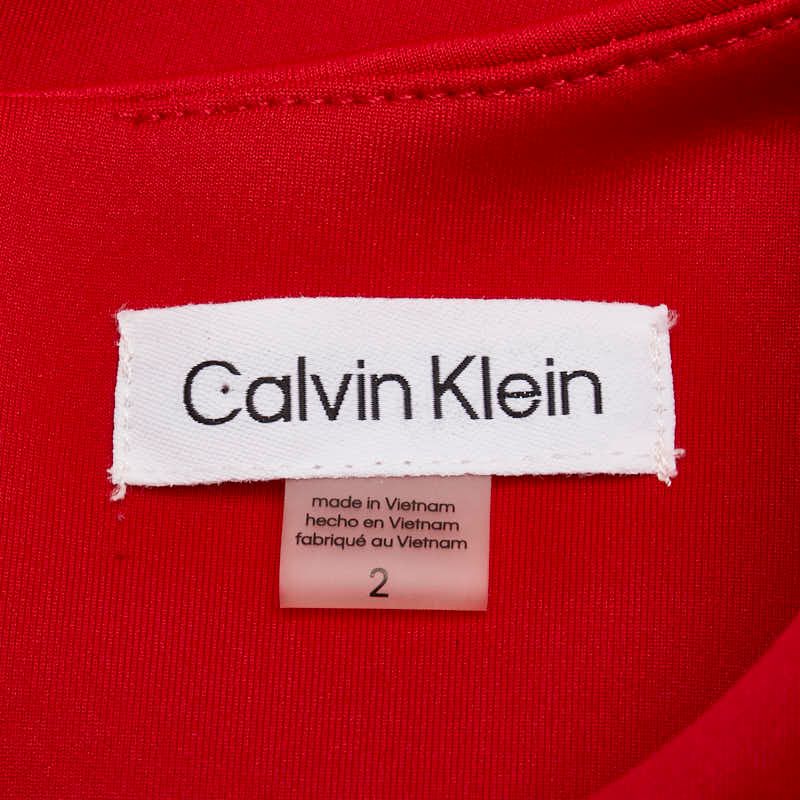 Calvin Klein
made in Vietnam
hecho en Vietnam
fabriqué au Vietnam
2